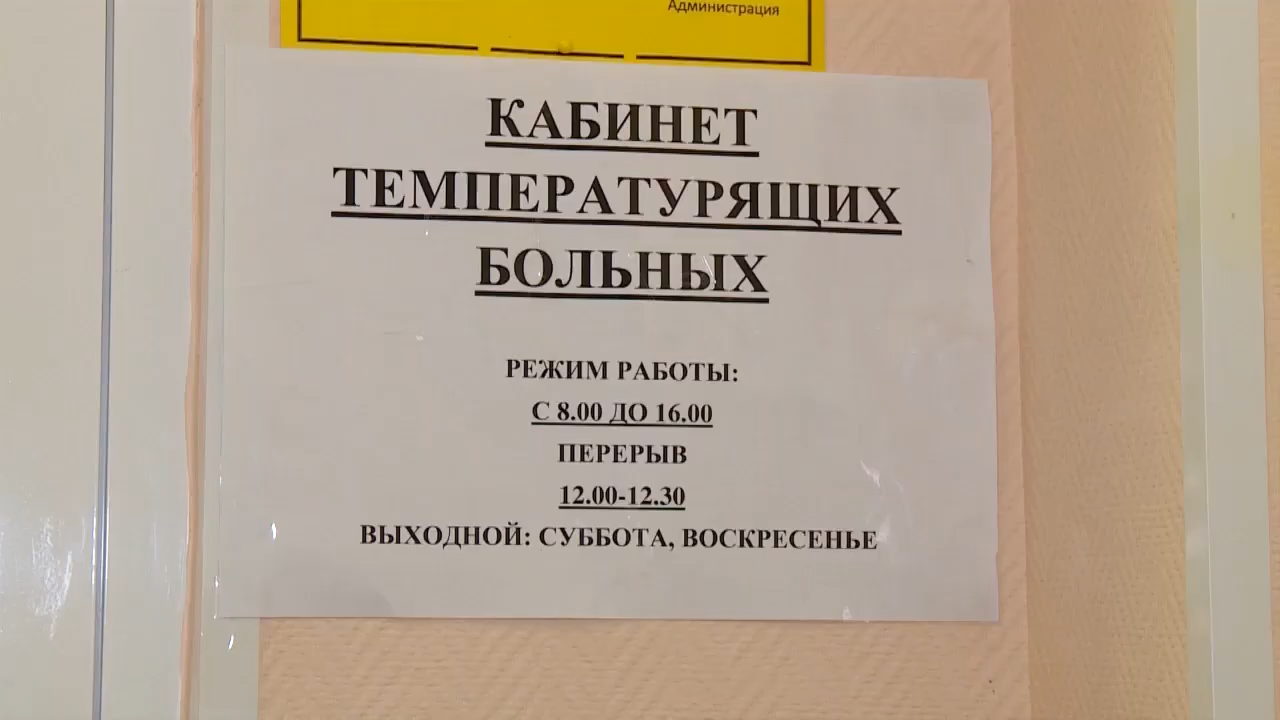 Администрация
КАБИНЕТ
ТЕМПЕРАТУРЯЩИХ
БОЛЬНЫХ
РЕЖИМ РАБОТЫ:
С 8.00 ДО 16.00
ПЕРЕРЫВ
12.00-12.30
ВЫХОДНОЙ: СУББОТА, ВОСКРЕСЕНЬЕ